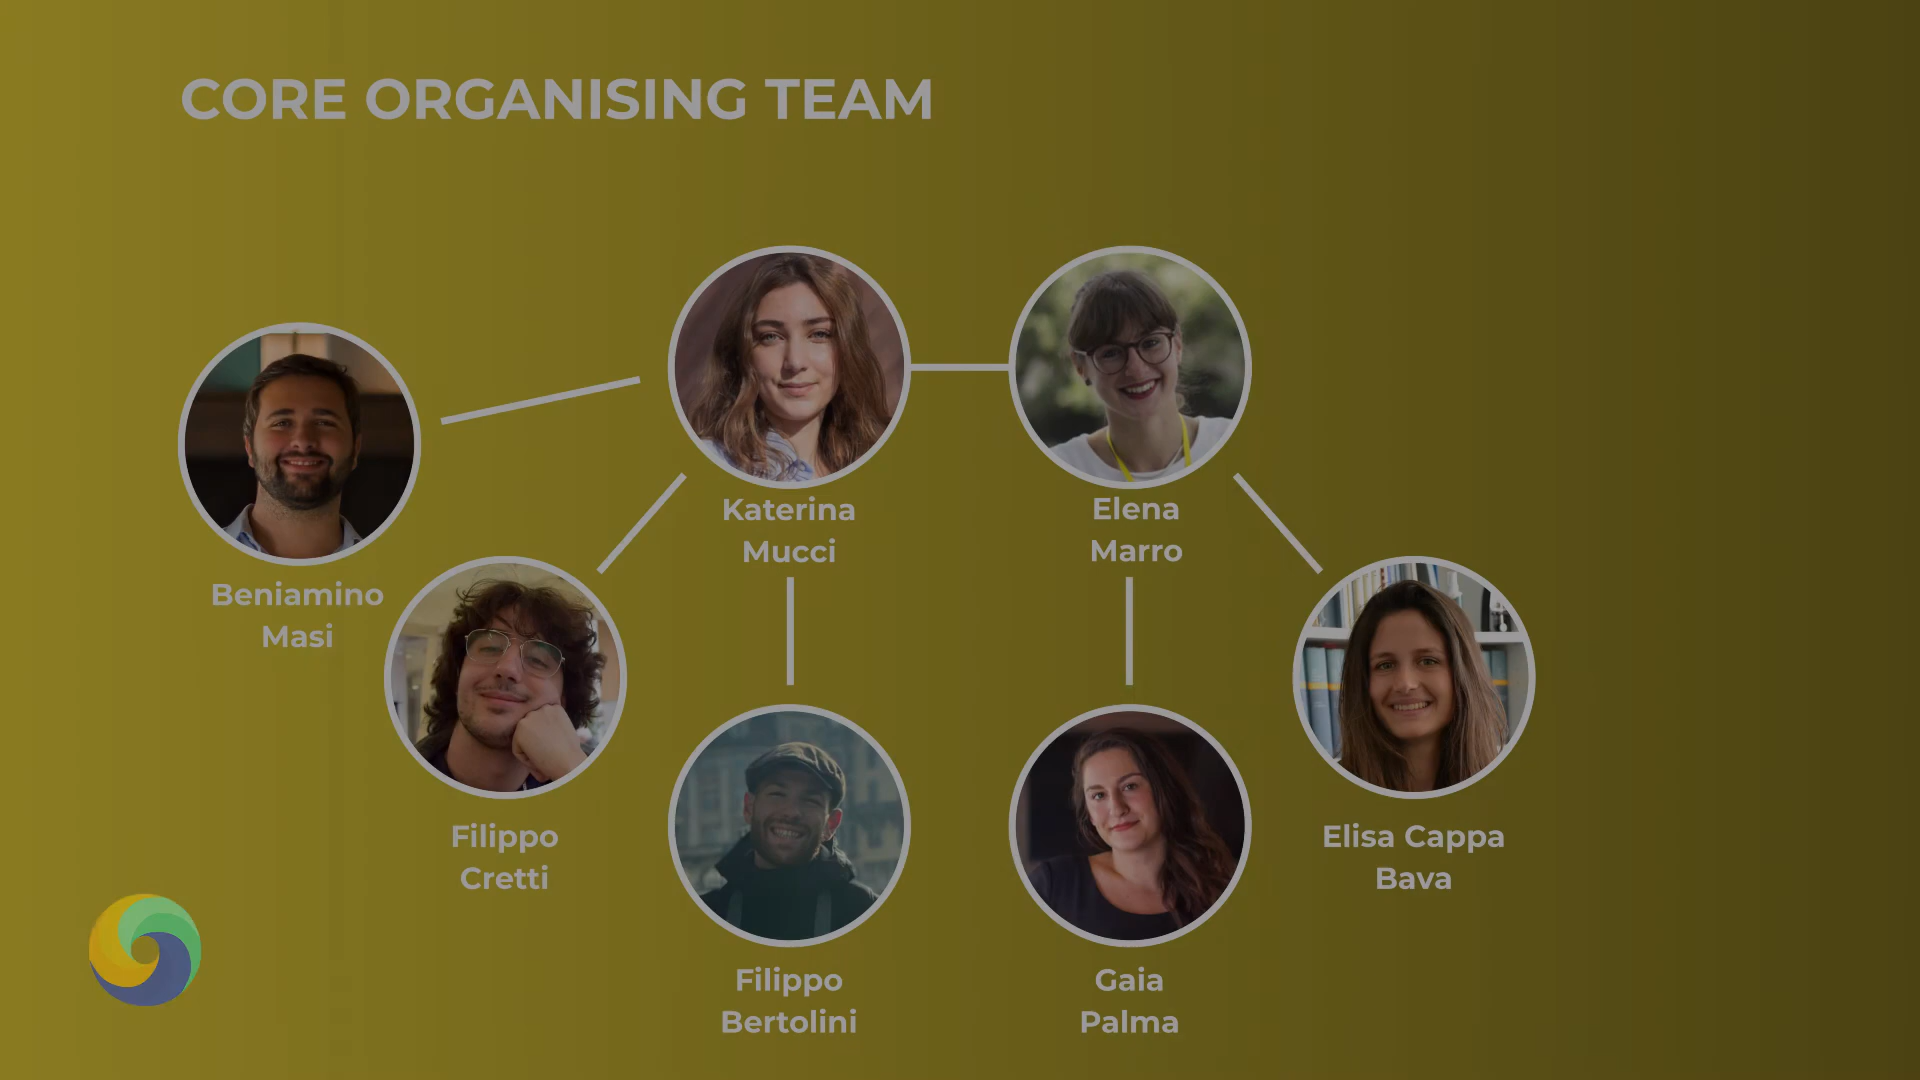 CORE ORGANISING TEAM
Katerina
Mucci
Elena
Marro
Beniamino
Masi
Filippo
Cretti
Elisa Cappa
Bava
Filippo
Bertolini
Gaia
Palma